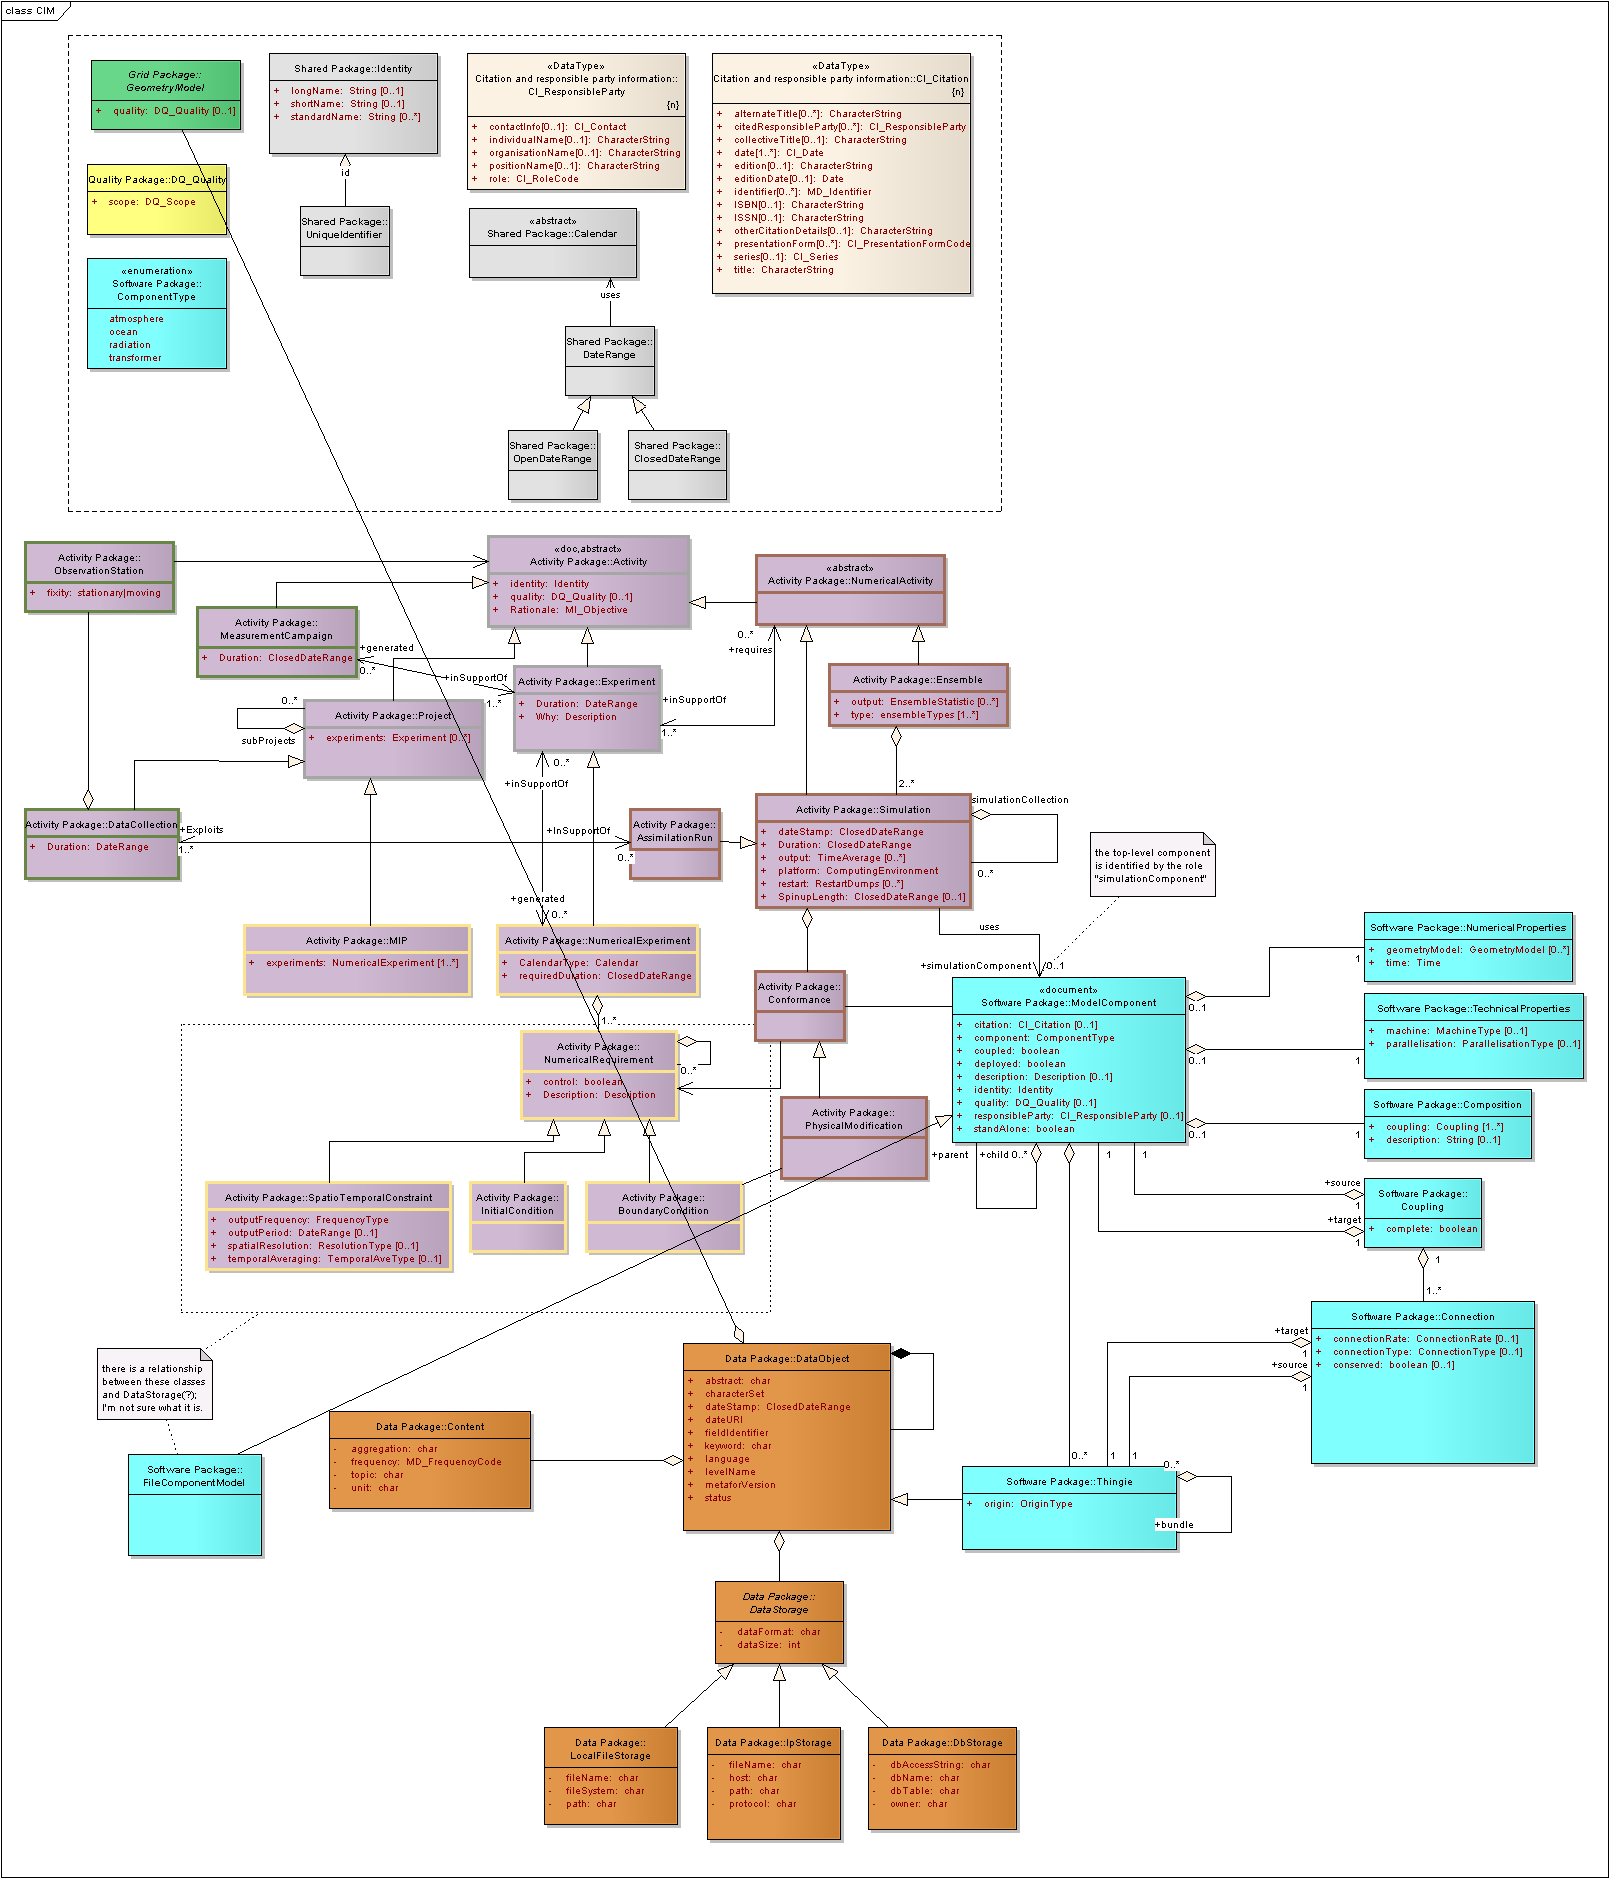 class CIM
Grid Package::
GeometryModel
+ quality: DQ_Quality [0..1]
Shared Package::Identity
+ longName: String [0..1]
+ shortName: String [0..1]
+ standardName: String [0..*]
id
Shared Package::
UniqueIdentifier
«DataType»
Citation and responsible party information::
CI_ResponsibleParty
{n}
+ contactInfo[0..1]: CI_Contact
+ individualName[0..1]: CharacterString
+ organisationName[0..1]: CharacterString
+ positionName[0..1]: CharacterString
+ role: CI_RoleCode
«DataType»
Citation and responsible party information::CI_Citation
{n}
+ alternateTitle[0..*]: CharacterString
+ citedResponsibleParty[0..*]: CI_ResponsibleParty
+ collectiveTitle[0..1]: CharacterString
+ date[1..*]: CI_Date
+ edition[0..1]: CharacterString
+ editionDate[0..1]: Date
+ identifier[0..*]: MD_Identifier
+ ISBN[0..1]: CharacterString
+ ISSN[0..1]: CharacterString
+ otherCitationDetails[0..1]: CharacterString
+ presentationForm[0..*]: CI_PresentationFormCode
+ series[0..1]: CI_Series
+ title: CharacterString
Quality Package::DQ_Quality
+ scope: DQ_Scope
«enumeration»
Software Package::
ComponentType
atmosphere
ocean
radiation
transformer
«abstract»
Shared Package::Calendar
uses
Shared Package::
DateRange
Shared Package::
OpenDateRange
Shared Package::
ClosedDateRange
Activity Package::
ObservationStation
+ fixity: stationary|moving
«doc,abstract»
Activity Package::Activity
+ identity: Identity
+ quality: DQ_Quality [0..1]
+ Rationale: MI_Objective
«abstract»
Activity Package::NumericalActivity
Activity Package::
MeasurementCampaign
+ Duration: ClosedDateRange
+generated
0..*
+inSupportOf
1..*
Activity Package::Experiment
+ Duration: DateRange
+ Why: Description
0..*
+requires
+inSupportOf
1..*
Activity Package::Ensemble
+ output: EnsembleStatistic [0..*]
+ type: ensembleTypes [1..*]
0..*
subProjects
Activity Package::Project
+ experiments: Experiment [0..*]
0..*
+inSupportOf
2..*
Activity Package::DataCollection
+ Duration: DateRange
+Exploits
1..*
+InSupportOf
0..*
Activity Package::
AssimilationRun
Activity Package::Simulation
+ dateStamp: ClosedDateRange
+ Duration: ClosedDateRange
+ output: TimeAverage [0..*]
+ platform: ComputingEnvironment
+ restart: RestartDumps [0..*]
+ SpinupLength: ClosedDateRange [0..1]
simulationCollection
0..*
the top-level component
is identified by the role
"simulationComponent"
+generated
0..*
Activity Package::MIP
+ experiments: NumericalExperiment [1..*]
Activity Package::NumericalExperiment
+ CalendarType: Calendar
+ requiredDuration: ClosedDateRange
uses
+simulationComponent
0..1
Software Package::NumericalProperties
+ geometryModel: GeometryModel [0..*]
+ time: Time
1
0..1
Activity Package::
Conformance
«document»
Software Package::ModelComponent
+ citation: CI_Citation [0..1]
+ component: ComponentType
+ coupled: boolean
+ deployed: boolean
+ description: Description [0..1]
+ identity: Identity
+ quality: DQ_Quality [0..1]
+ responsibleParty: CI_ResponsibleParty [0..1]
+ standAlone: boolean
Software Package::TechnicalProperties
+ machine: MachineType [0..1]
+ parallelisation: ParallelisationType [0..1]
0..1
1
1..*
Activity Package::
NumericalRequirement
+ control: boolean
+ Description: Description
0..*
Software Package::Composition
+ coupling: Coupling [1..*]
+ description: String [0..1]
0..1
1
Activity Package::
PhysicalModification
+parent
+child 0..*
1
1
Activity Package::SpatioTemporalConstraint
+ outputFrequency: FrequencyType
+ outputPeriod: DateRange [0..1]
+ spatialResolution: ResolutionType [0..1]
+ temporalAveraging: TemporalAveType [0..1]
Activity Package::
InitialCondition
Activity Package::
BoundaryCondition
+source
1
+target
1
Software Package::
Coupling
+ complete: boolean
1
1..*
Software Package::Connection
+ connectionRate: ConnectionRate [0..1]
+ connectionType: ConnectionType [0..1]
+ conserved: boolean [0..1]
+target
1
+source
1
there is a relationship
between these classes
and DataStorage(?);
I'm not sure what it is.
Data Package::DataObject
+ abstract: char
+ characterSet
+ dateStamp: ClosedDateRange
+ dateURI
+ fieldIdentifier
+ keyword: char
+ language
+ levelName
+ metaforVersion
+ status
Data Package::Content
- aggregation: char
- frequency: MD_FrequencyCode
- topic: char
- unit: char
Software Package::
FileComponentModel
0..*
1
1
0..*
Software Package::Thingie
+ origin: OriginType
+bundle
Data Package::
DataStorage
- dataFormat: char
- dataSize: int
Data Package::
LocalFileStorage
- fileName: char
- fileSystem: char
- path: char
Data Package::IpStorage
- fileName: char
- host: char
- path: char
- protocol: char
Data Package::DbStorage
- dbAccessString: char
- dbName: char
- dbTable: char
- owner: char